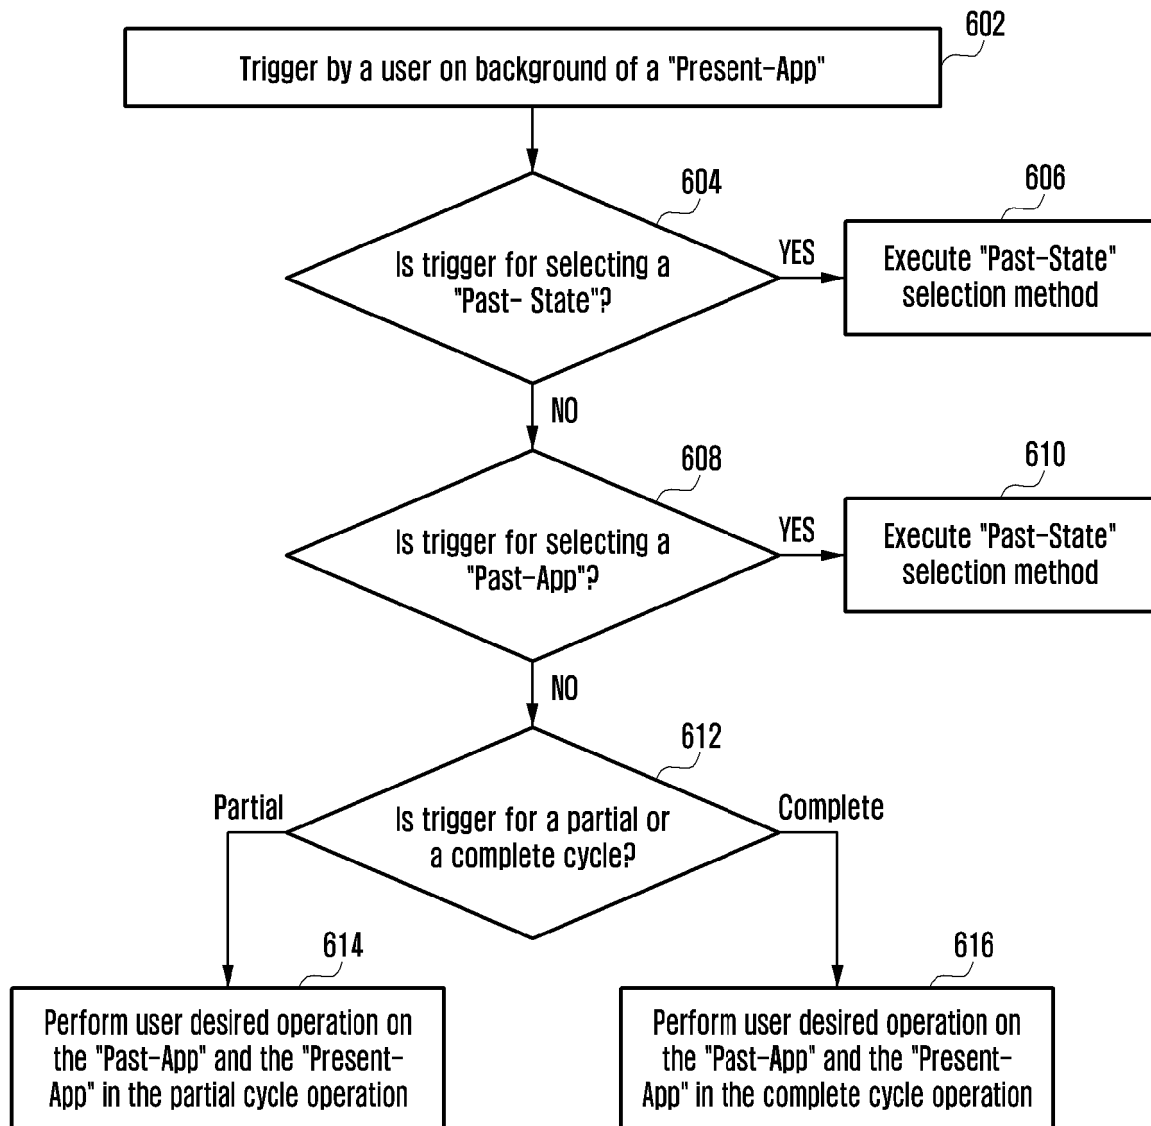 602
Trigger by a user on background of a "Present-App"
604
606
Is trigger for selecting a
"Past- State"?
YES
Execute "Past-State"
selection method
NO
608
610
Is trigger for selecting a
"Past-App"?
YES
Execute "Past-State"
selection method
NO
612
Partial
Is trigger for a partial or
a complete cycle?
Complete
614
616
Perform user desired operation on
the "Past-App" and the "Present-
App" in the partial cycle operation
Perform user desired operation on
the "Past-App" and the "Present-
App" in the complete cycle operation